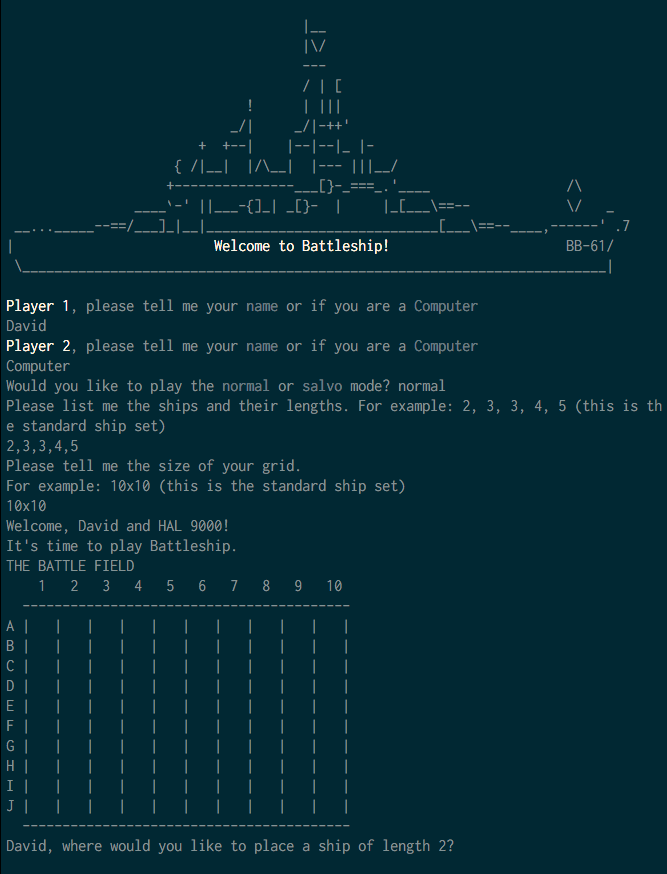 |__
                                     |\/
                                     ---
                                     / | [
                              !      | |||
                            _/|     _/|-++'
                        +  +--|    |--|--|_ |-
                     { /|__|  |/\__|  |--- |||__/
                    +---------------___[}-_===_.'____                 /\
                ____`-' ||___-{]_| _[}-  |     |_[___\==--            \/   _
 __..._____--==/___]_|__|_____________________________[___\==--____,------' .7
|                         Welcome to Battleship!                      BB-61/
 \_________________________________________________________________________|
Player 1, please tell me your name or if you are a Computer
David
Player 2, please tell me your name or if you are a Computer
Computer
Would you like to play the normal or salvo mode? normal
Please list me the ships and their lengths. For example: 2, 3, 3, 4, 5 (this is th
e standard ship set)
2,3,3,4,5
Please tell me the size of your grid.
For example: 10x10 (this is the standard ship set)
10x10
Welcome, David and HAL 9000!
It's time to play Battleship.
THE BATTLE FIELD
    1   2   3   4   5   6   7   8   9   10
  -----------------------------------------
A |   |   |   |   |   |   |   |   |   |   |
B |   |   |   |   |   |   |   |   |   |   |
C |   |   |   |   |   |   |   |   |   |   |
D |   |   |   |   |   |   |   |   |   |   |
E |   |   |   |   |   |   |   |   |   |   |
F |   |   |   |   |   |   |   |   |   |   |
G |   |   |   |   |   |   |   |   |   |   |
H |   |   |   |   |   |   |   |   |   |   |
I |   |   |   |   |   |   |   |   |   |   |
J |   |   |   |   |   |   |   |   |   |   |
  -----------------------------------------
David, where would you like to place a ship of length 2?